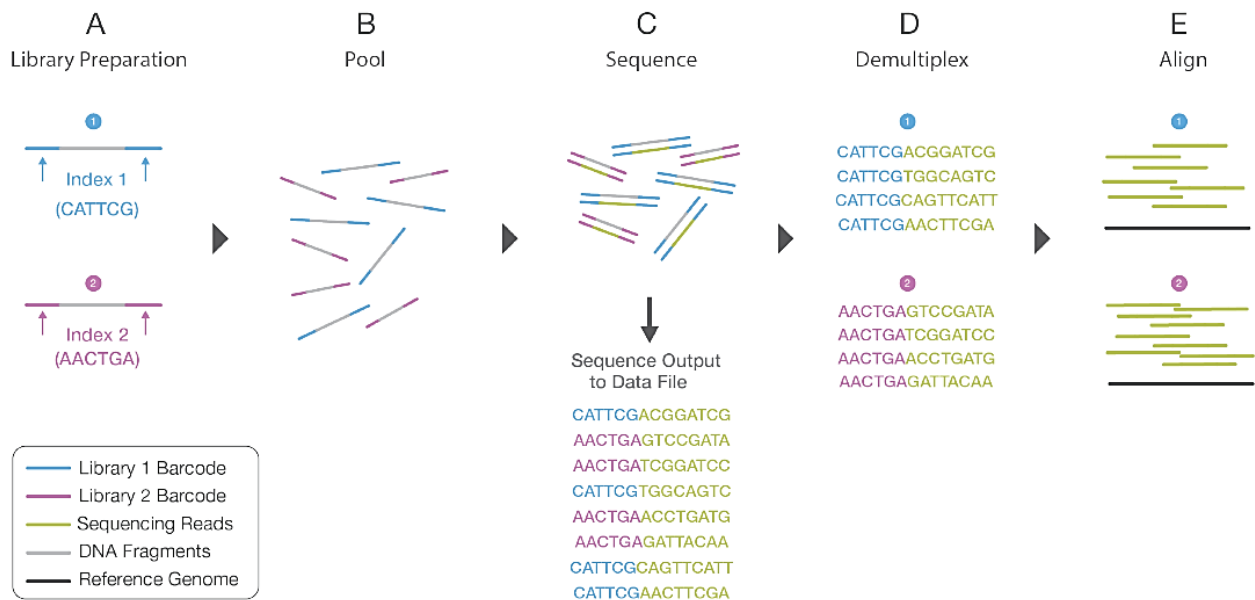 A
Library Preparation
1
Index 1
(CATTCG)
2
Index 2
(AACTGA)
Library 1 Barcode
Library 2 Barcode
Sequencing Reads
DNA Fragments
Reference Genome
B
Pool
C
Sequence
Sequence Output
to Data File
CATTCGACGGATCG
AACTGAGTCCGATA
AACTGATCGGATCC
CATTCGTGGCAGTC
AACTGAACCTGATG
AACTGAGATTACAA
CATTCGCAGTTCATT
CATTCGAACTTCGA
D
Demultiplex
1
CATTCGACGGATCG
CATTCGTGGCAGTC
CATTCGCAGTTCATT
CATTCGAACTTCGA
2
AACTGAGTCCGATA
AACTGATCGGATCC
AACTGAACCTGATG
AACTGAGATTACAA
E
Align
1
2